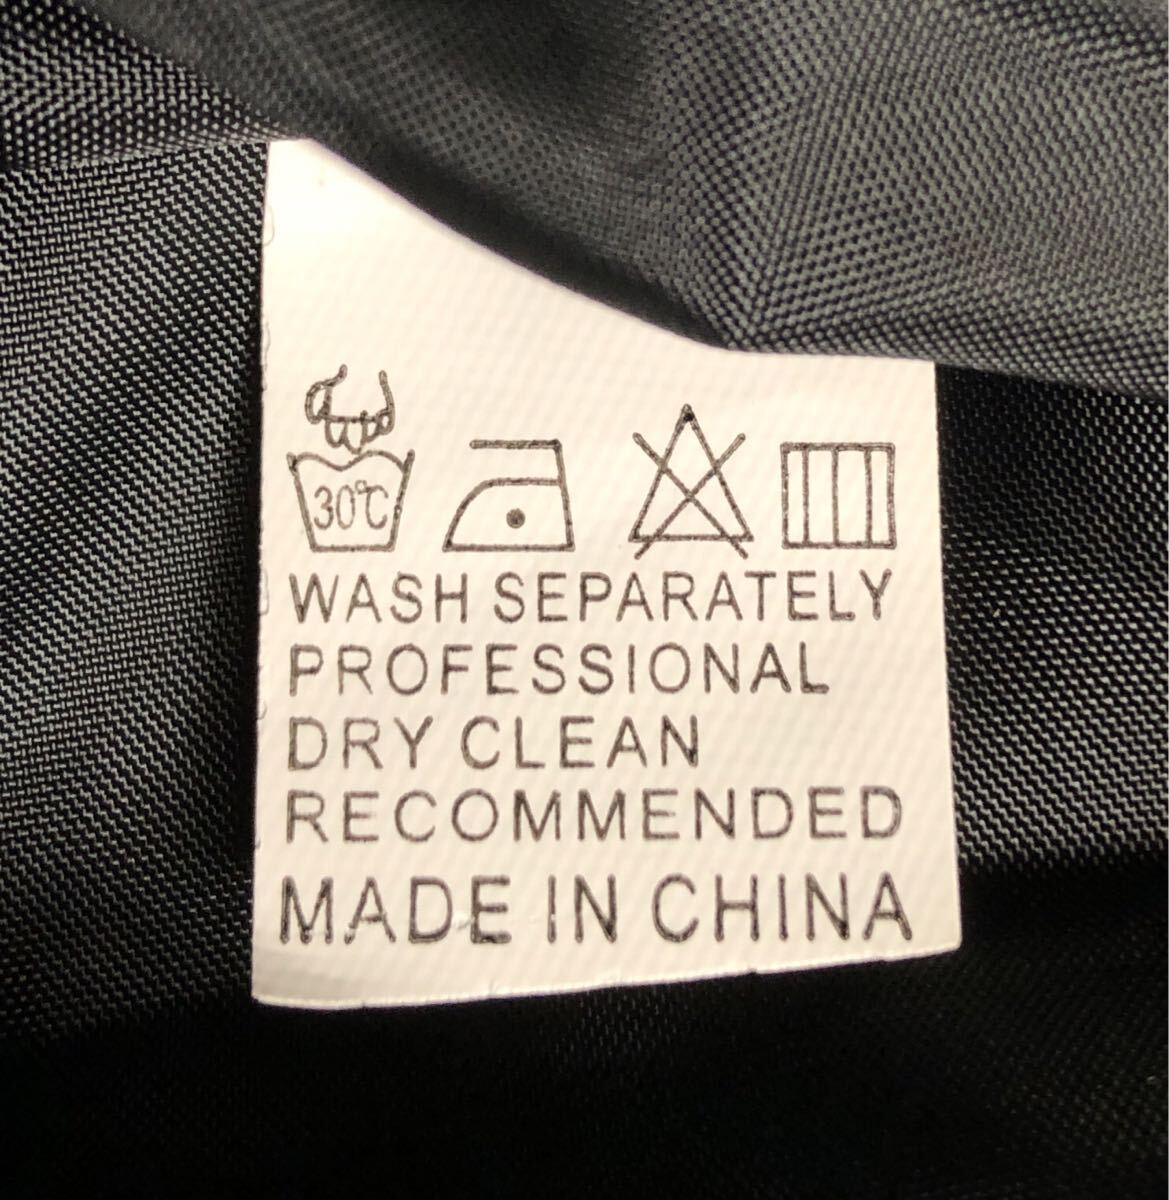 30℃
WASH SEPARATELY
PROFESSIONAL
DRY CLEAN
RECOMMENDED
MADE IN CHINA